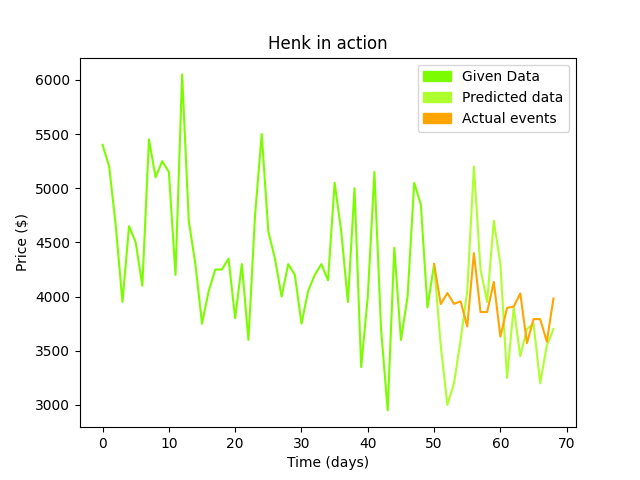 Henk in action
Given Data
Predicted data
Actual events
Price ($)
6000
5500
5000
4500
4000
3500
3000
0 10 20 30 40 50 60 70
Time (days)